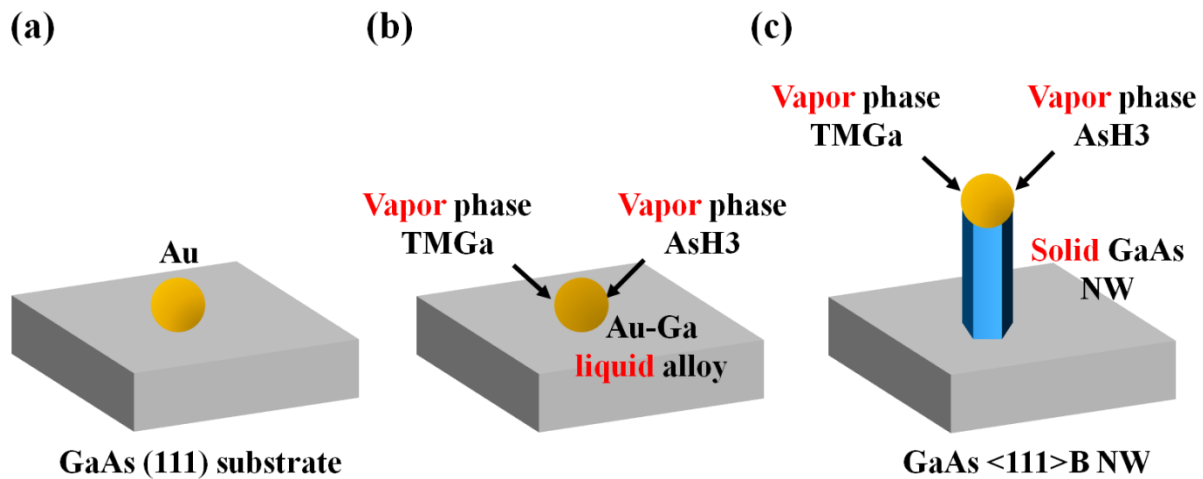 (a)
Au
GaAs (111) substrate
(b)
Vapor phase
TMGa
Vapor phase
AsH3
Au-Ga
liquid alloy
(c)
Vapor phase
TMGa
Vapor phase
AsH3
Solid GaAs
NW
GaAs <111>B NW